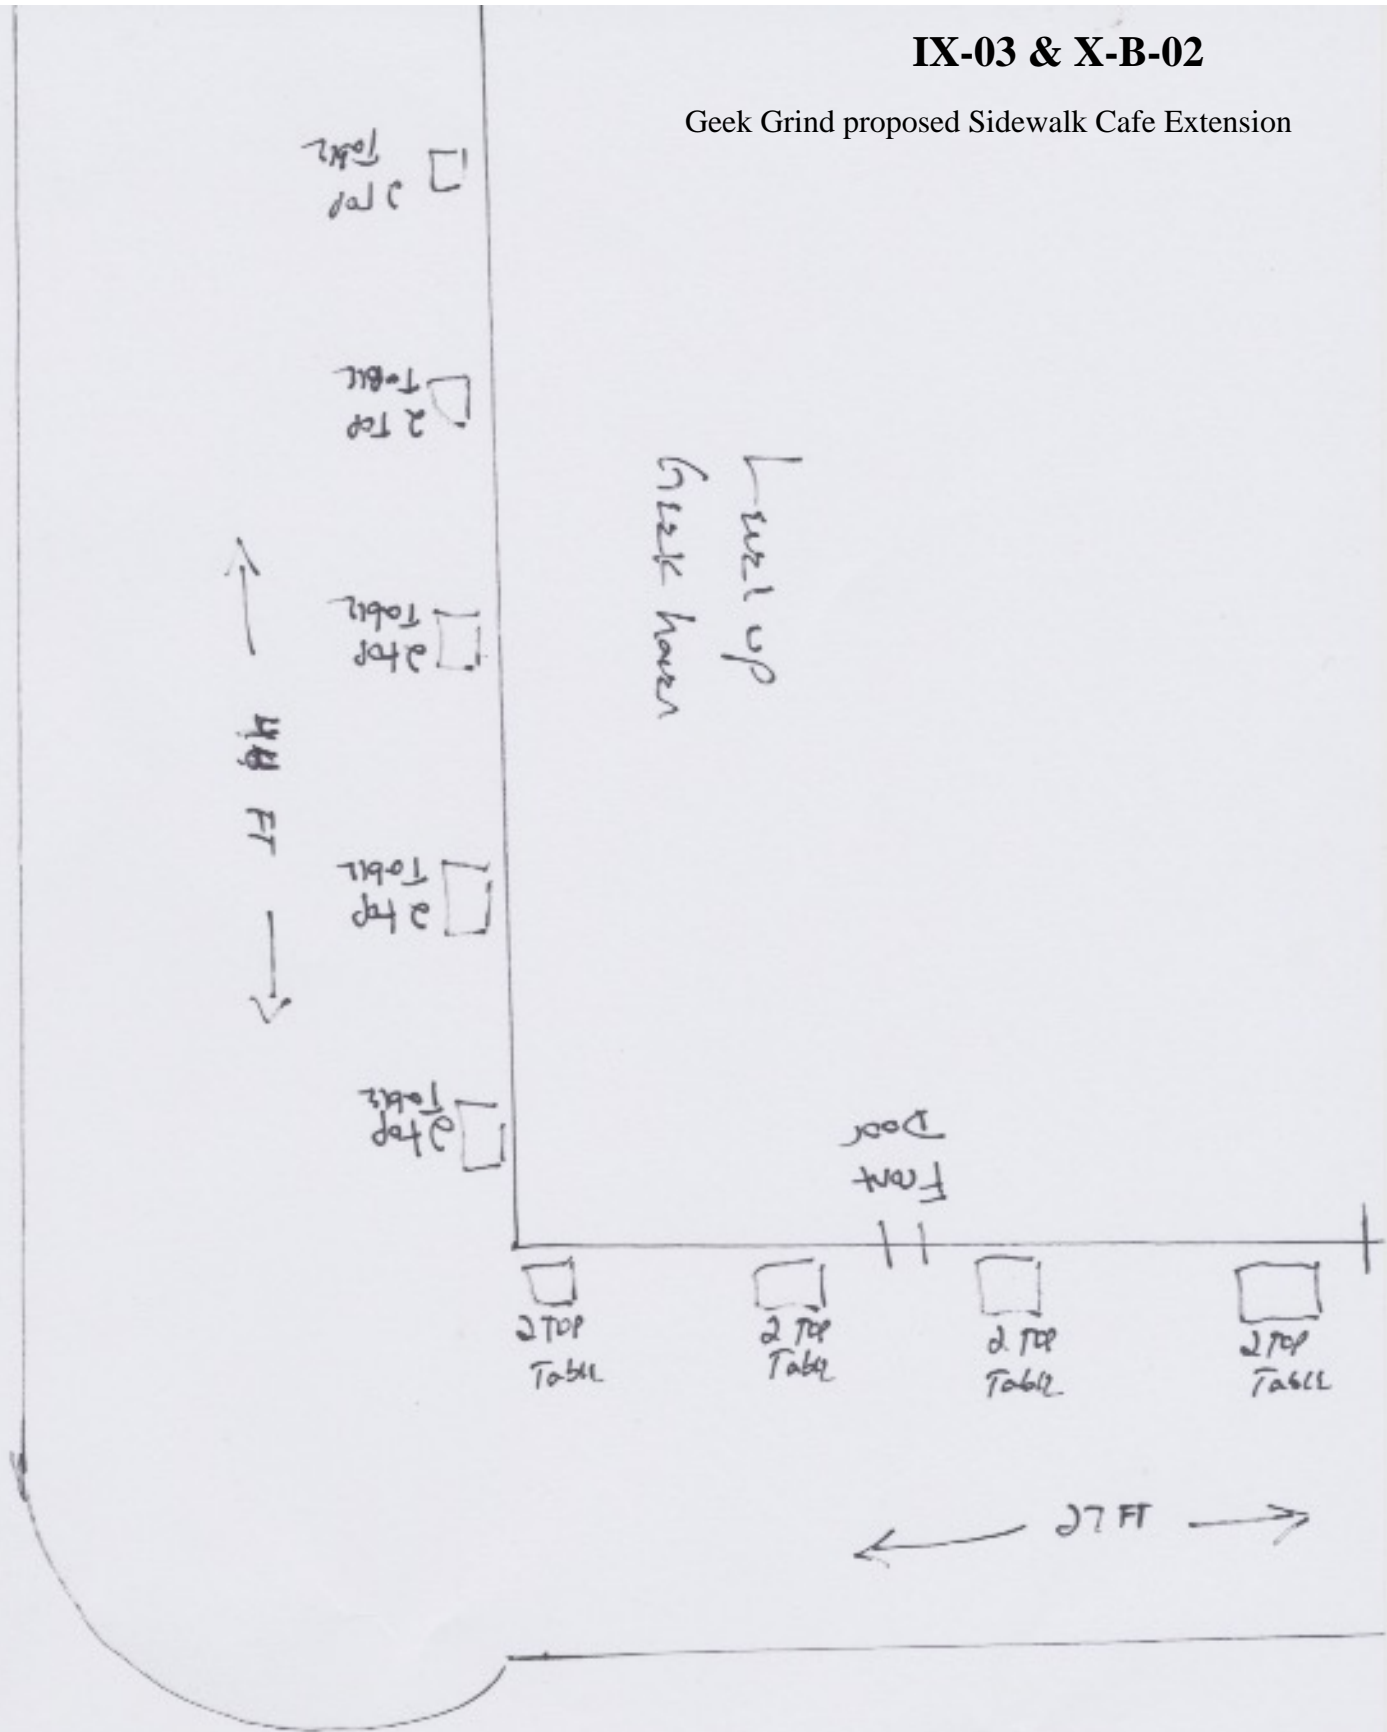 IX-03 & X-B-02
Geek Grind proposed Sidewalk Cafe Extension
2 Top
Table
2 Top
Table
Level up
Geek haven
2 top
Table
FT
2 top
Table
2 top
Table
Front
Door
2 TOP
Table
2 TOP
Table
2 TOP
Table
2 TOP
Table
27 FT